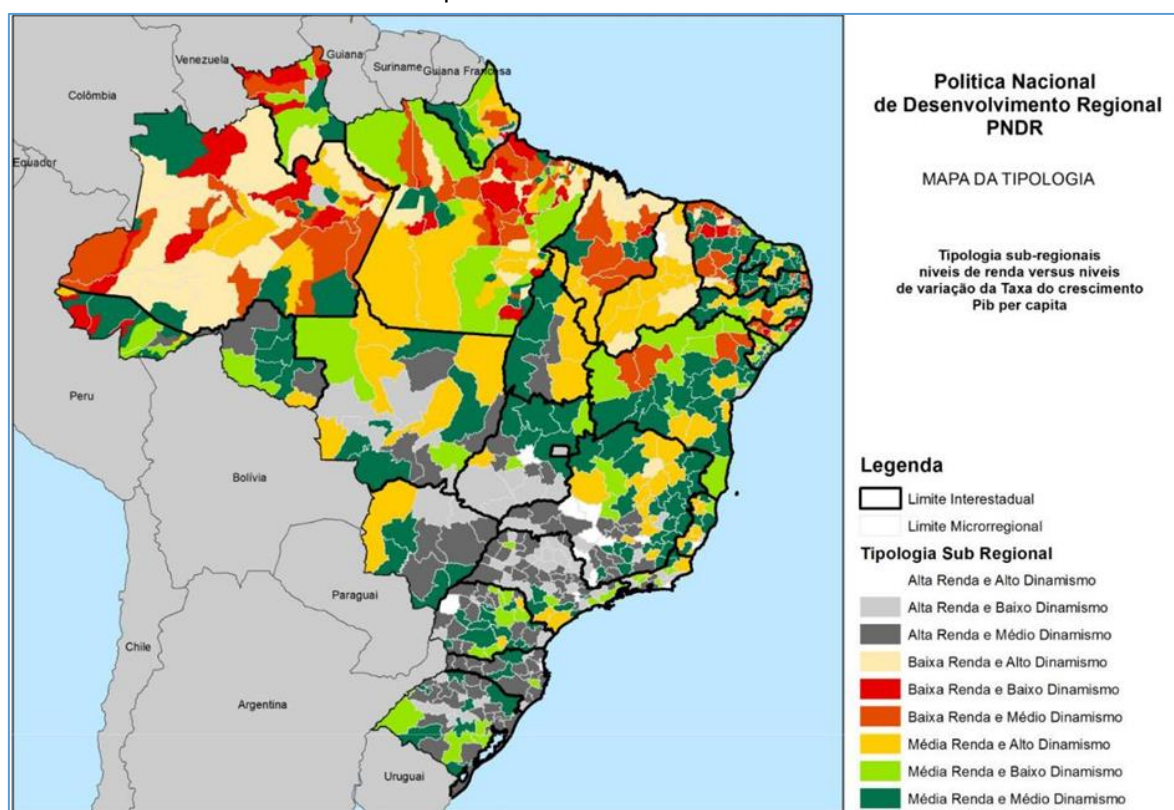 Guiana
Venezuela
Suriname
Guiana Francesa
Colômbia
Equador
Peru
Bolívia
Paraguai
Chile
Argentina
Uruguai
Politica Nacional
de Desenvolvimento Regional
PNDR
MAPA DA TIPOLOGIA
Tipologia sub-regionais
niveis de renda versus niveis
de variação da Taxa do crescimento
Pib per capita
Legenda
Limite Interestadual
Limite Microrregional
Tipologia Sub Regional
Alta Renda e Alto Dinamismo
Alta Renda e Baixo Dinamismo
Alta Renda e Médio Dinamismo
Baixa Renda e Alto Dinamismo
Baixa Renda e Baixo Dinamismo
Baixa Renda e Médio Dinamismo
Média Renda e Alto Dinamismo
Média Renda e Baixo Dinamismo
Média Renda e Médio Dinamismo